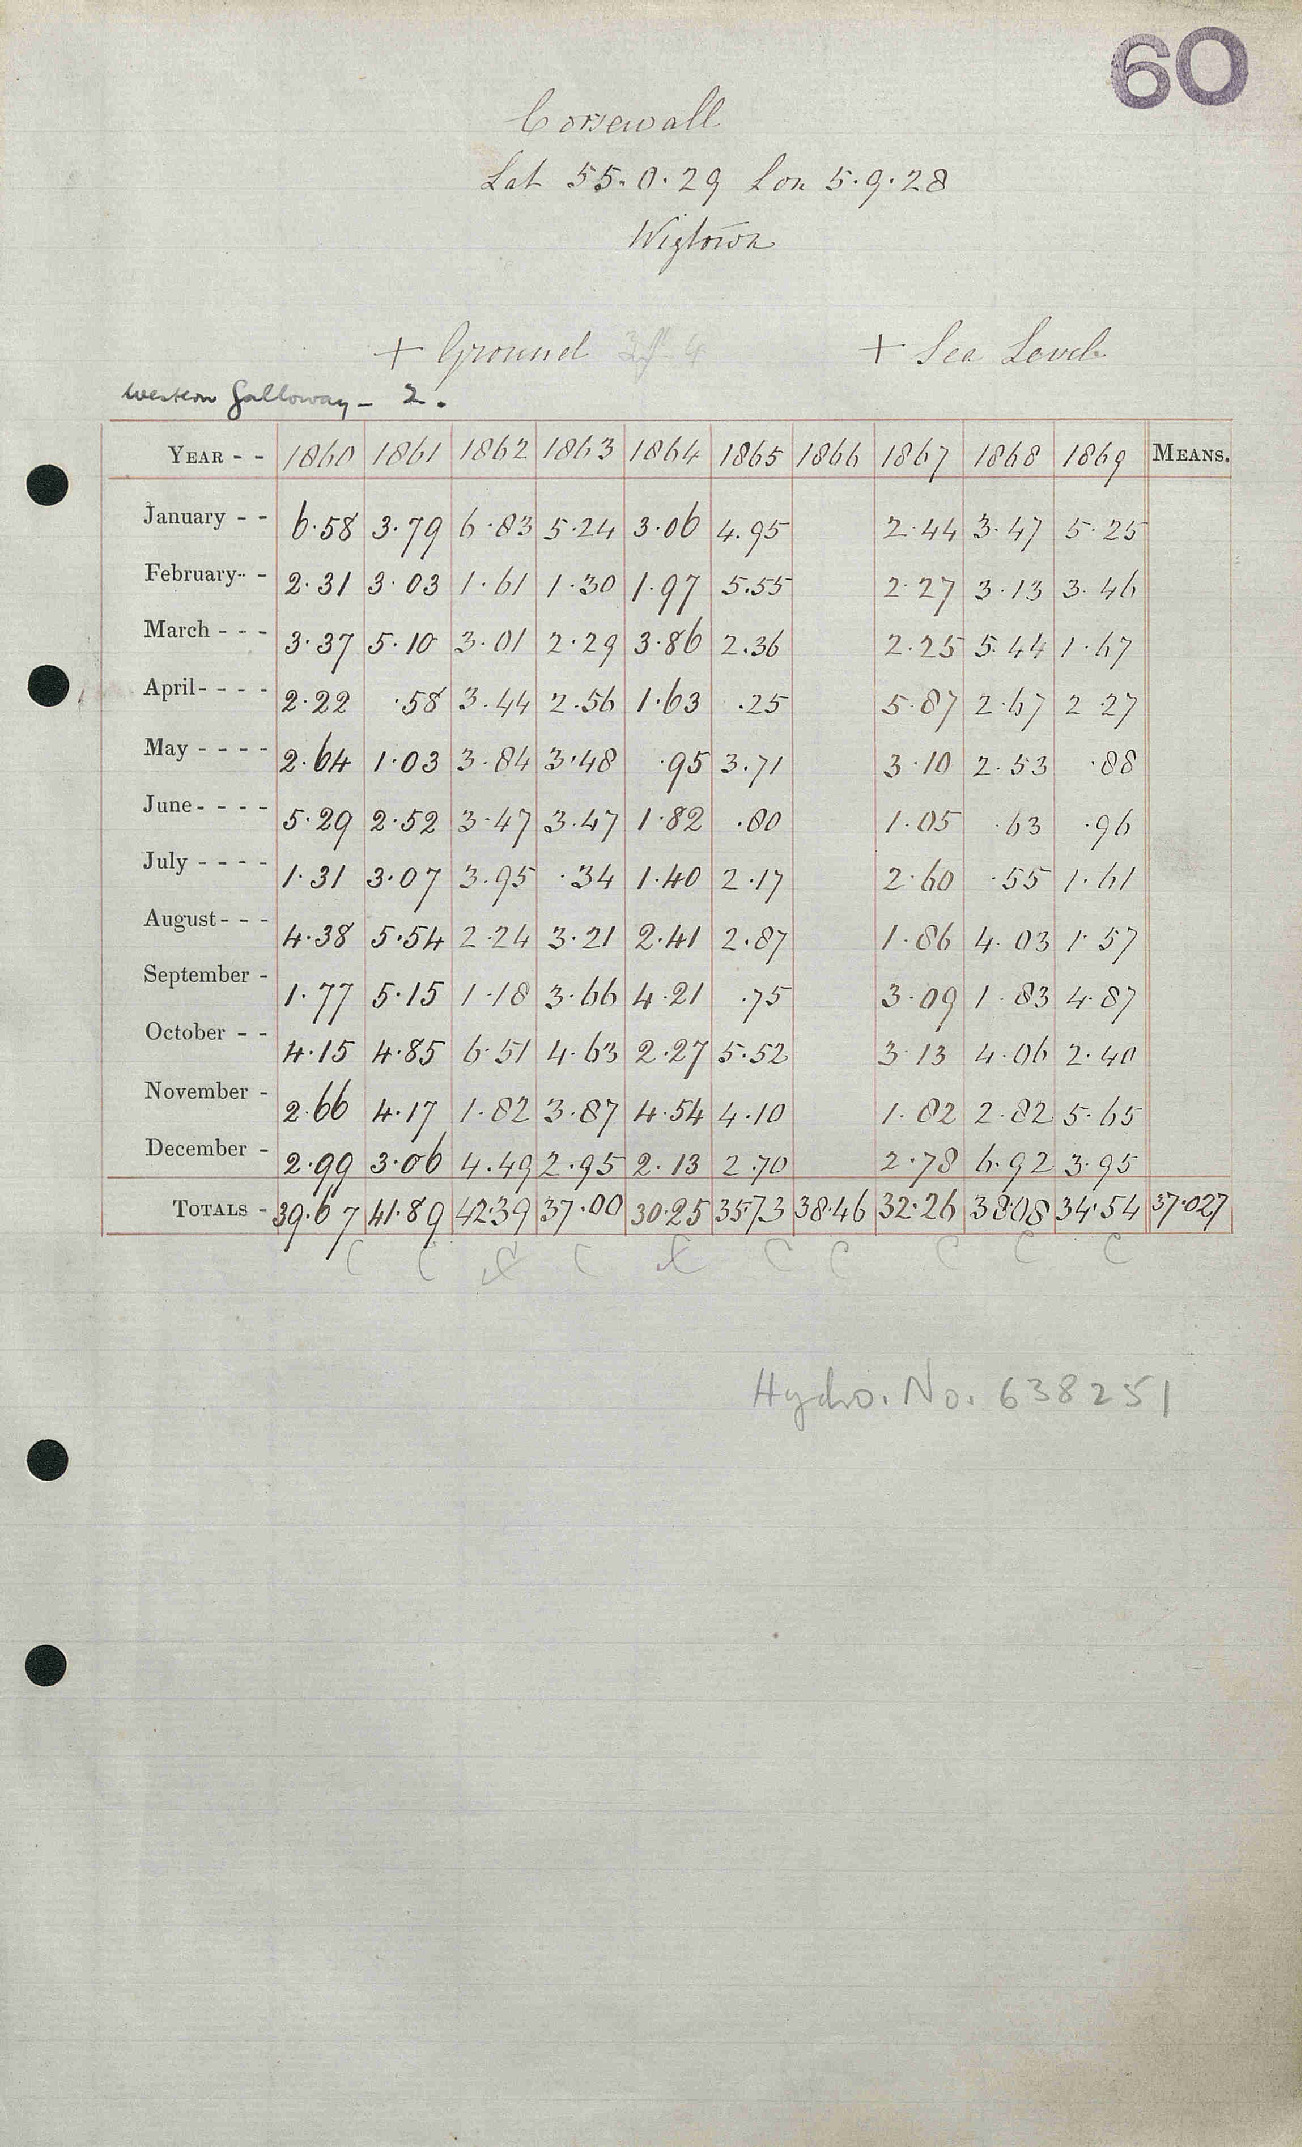 60
Corsewall
Lat 55.0.29 Lon 5.9.28
Wigtown
+ Ground + Sea Level
Western Galloway - 2.
YEAR - - 1860 1861 1862 1863 1864 1865 1866 1867 1868 1869 MEANS.
January - - 6.58 3.79 6.83 5.24 3.06 4.95 2.44 3.47 5.25
February - - 2.31 3.03 1.61 1.30 1.97 5.55 2.27 3.13 3.46
March - - - 3.37 5.10 3.01 2.29 3.86 2.36 2.25 5.44 1.67
April - - - - 2.22 .58 3.44 2.56 1.63 .25 5.87 2.67 2.27
May - - - - 2.64 1.03 3.84 3.48 .95 3.71 3.10 2.53 .88
June - - - - 5.29 2.52 3.47 3.47 1.82 .80 1.05 .63 .96
July - - - - 1.31 3.07 3.95 .34 1.40 2.17 2.60 .55 1.61
August - - - 4.38 5.54 2.24 3.21 2.41 2.87 1.86 4.03 1.57
September - 1.77 5.15 1.18 3.66 4.21 .75 3.09 1.83 4.87
October - - 4.15 4.85 6.51 4.63 2.27 5.52 3.13 4.06 2.40
November - 2.66 4.17 1.82 3.87 4.54 4.10 1.82 2.82 5.65
December - 2.99 3.06 4.49 2.95 2.13 2.70 2.78 6.92 3.95
TOTALS - 39.67 41.89 42.39 37.00 30.25 35.73 38.46 32.26 38.08 34.54 37.027
C C C C C C C C
Hydro. No. 638251